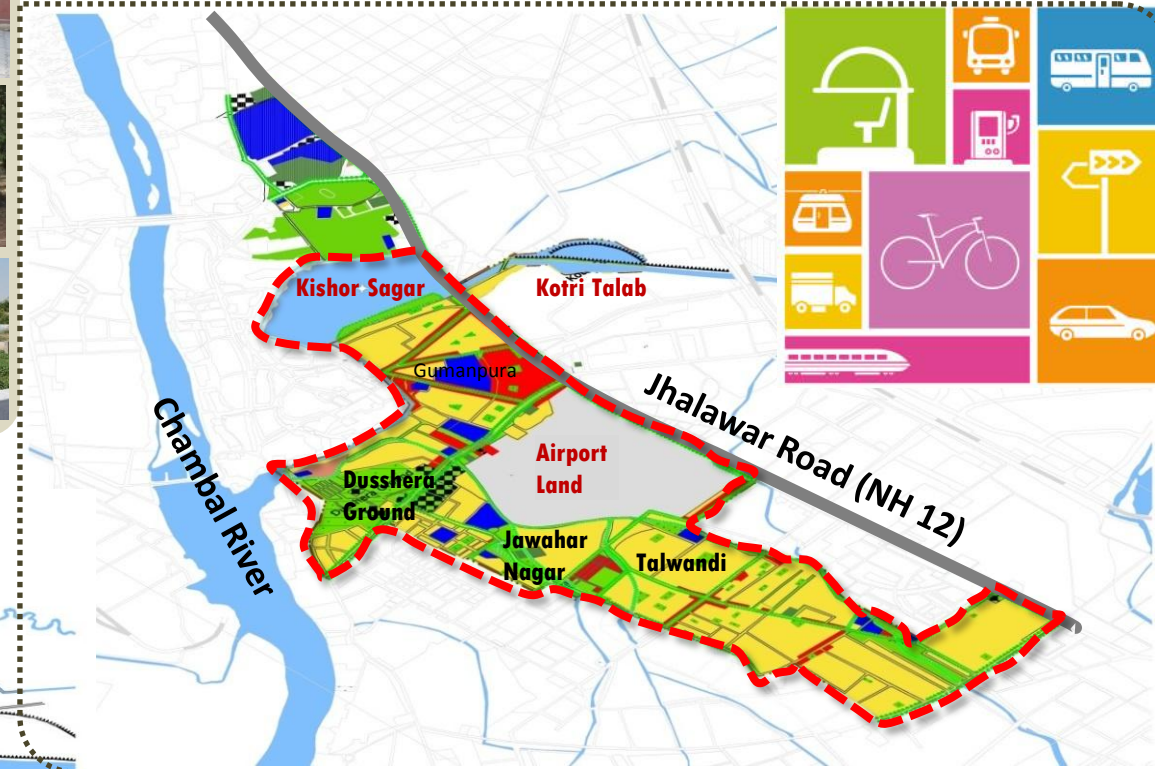 Kishor Sagar
Kotri Talab
Gumanpura
Jhalawar Road (NH 12)
Chambal River
Airport
Land
Dusshera
Ground
Jawahar
Nagar
Talwandi